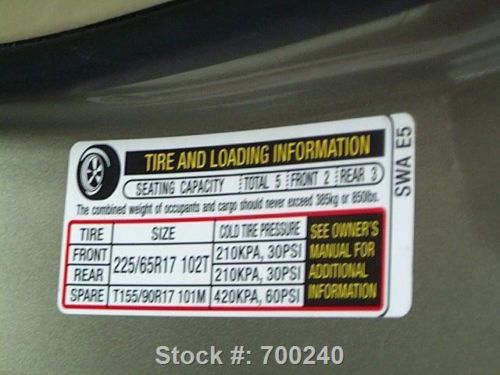 TIRE AND LOADING INFORMATION
SEATING CAPACITY TOTAL 5 FRONT 2 REAR 3
The combined weight of occupants and cargo should never exceed 385kg or 850lbs.
TIRE SIZE COLD TIRE PRESSURE
FRONT 225/65R17 102T 210KPA, 30PSI
REAR 210KPA, 30PSI
SPARE T155/90R17 101M 420KPA, 60PSI
SEE OWNER'S
MANUAL FOR
ADDITIONAL
INFORMATION
SWA E5
Stock #: 700240